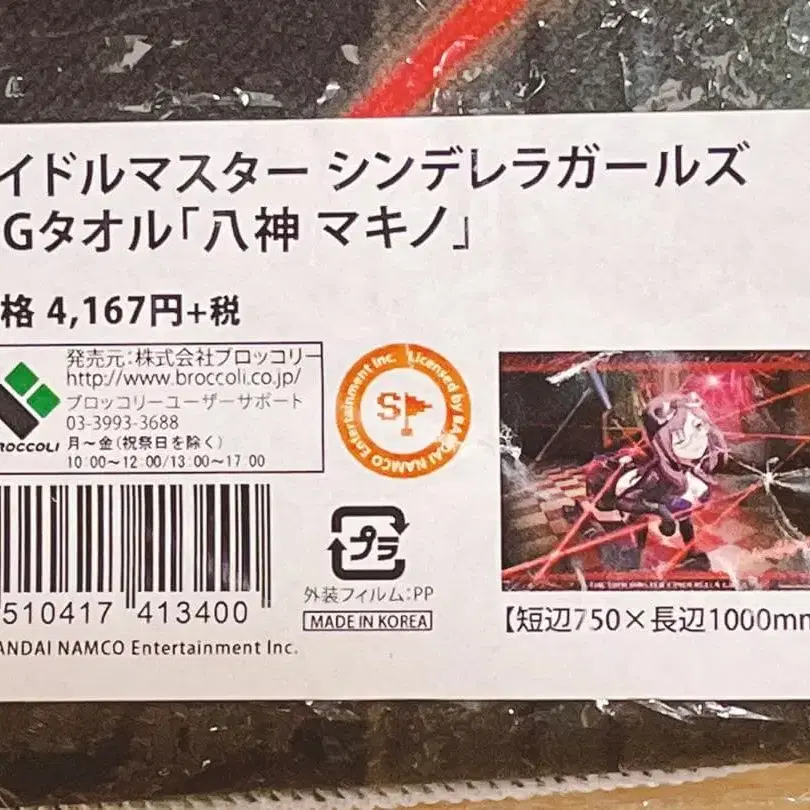 イドルマスター シンデレラガールズ
Gタオル「八神 マキノ」
格 4,167円+税
発売元:株式会社ブロッコリー
http://www.broccoli.co.jp/
ブロッコリーユーザーサポート
03-3993-3688
月～金(祝祭日を除く)
10:00～12:00/13:00～17:00
ROCCOLI
Licensed by BANDAI NAMCO Entertainment Inc.
S
プラ
外装フィルム:PP
MADE IN KOREA
510417 413400
ANDAI NAMCO Entertainment Inc.
【短辺750×長辺1000mm